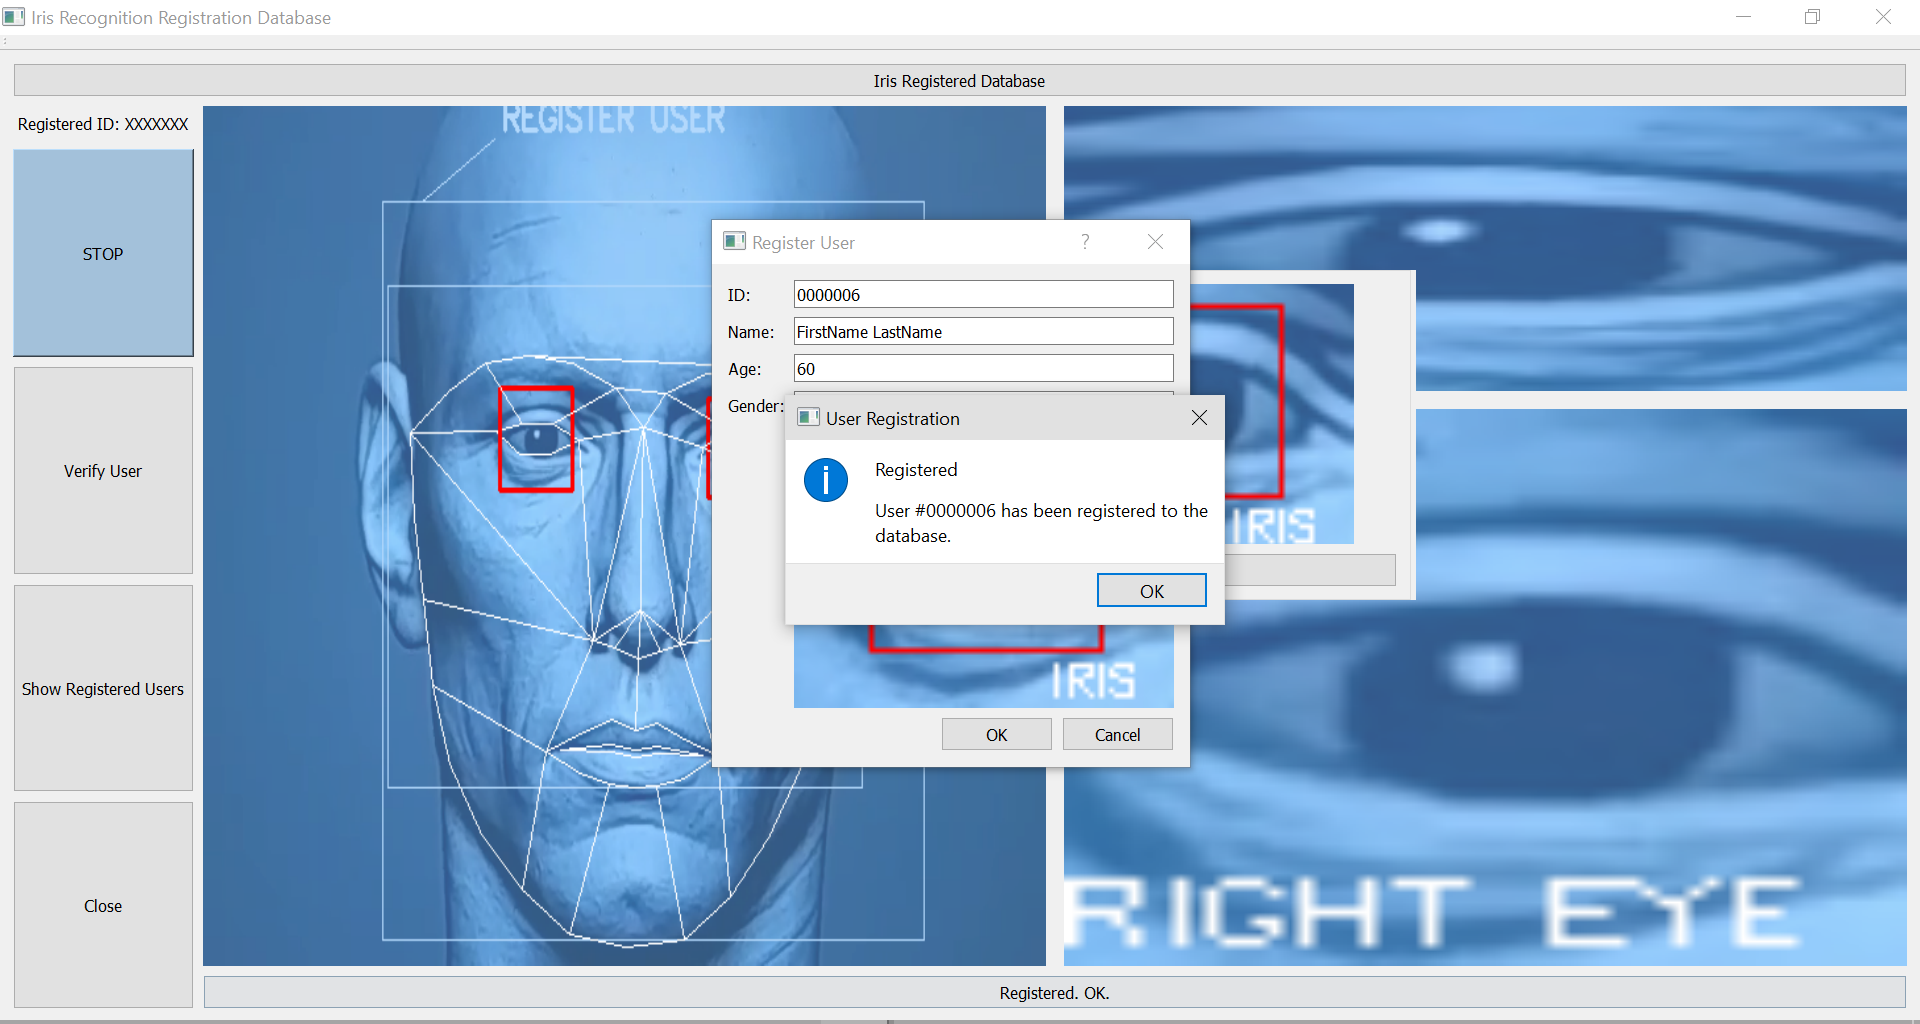 Iris Recognition Registration Database
Iris Registered Database
Registered ID: XXXXXXX
STOP
Verify User
Show Registered Users
Close
REGISTER USER
Register User
ID:
0000006
Name:
FirstName LastName
Age:
60
Gender:
User Registration
Registered
User #0000006 has been registered to the
database.
OK
IRIS
IRIS
OK
Cancel
RIGHT EYE
Registered. OK.